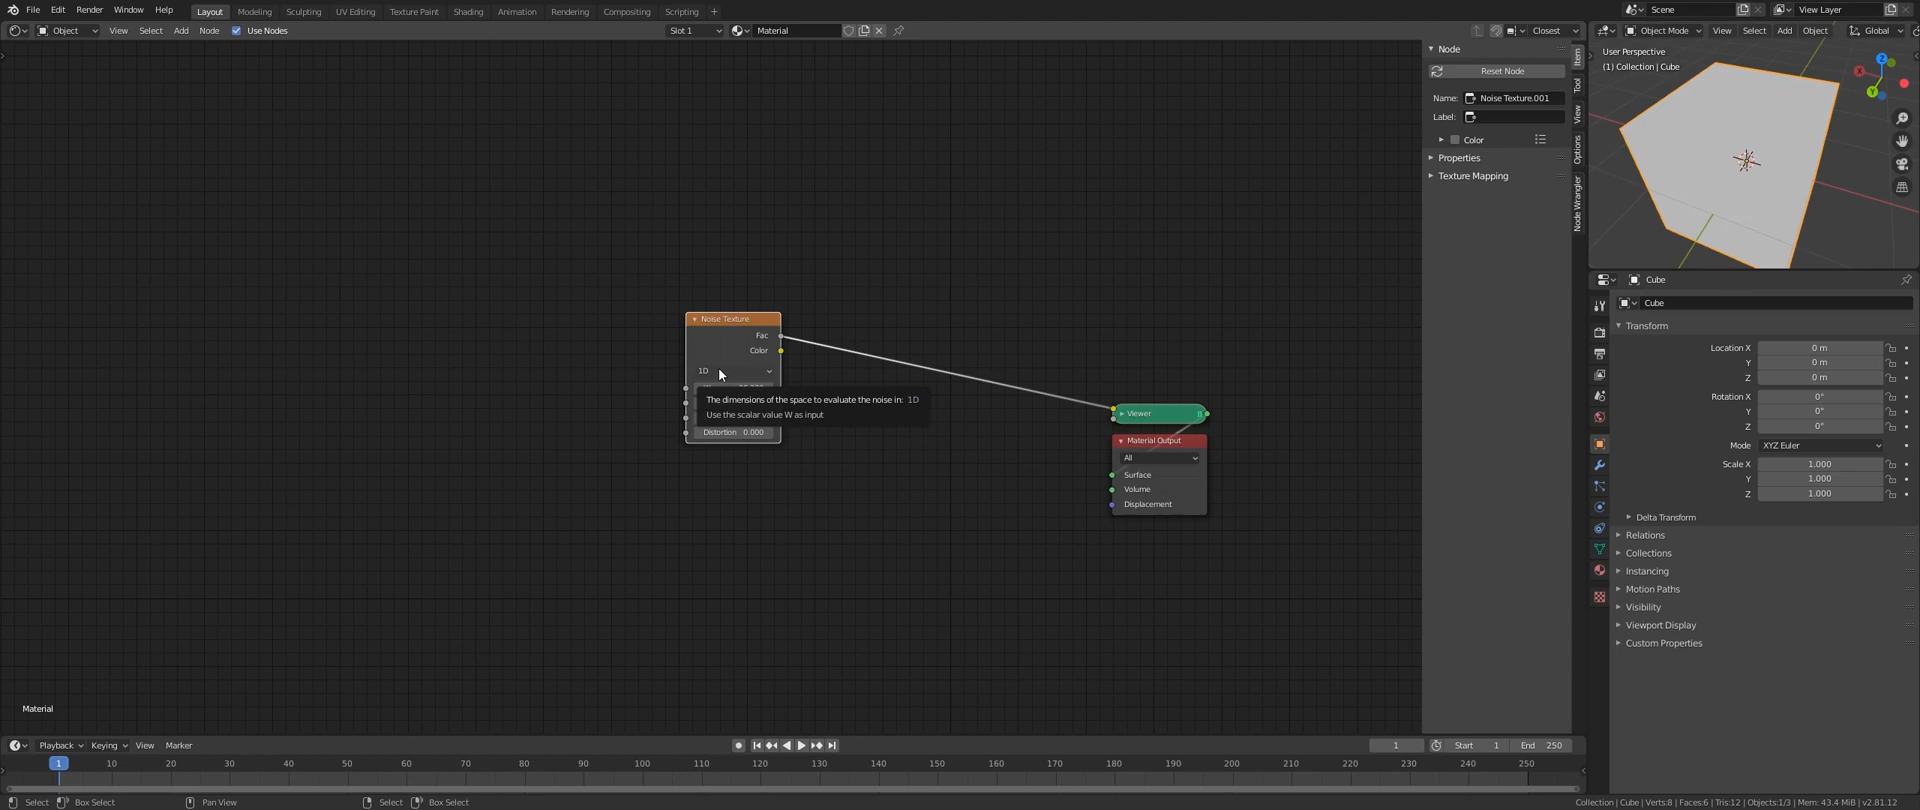 File Edit Render Window Help Layout Modeling Sculpting UV Editing Texture Paint Shading Animation Rendering Compositing Scripting + Scene View Layer
Object View Select Add Node Use Nodes Slot 1 Material Closest Object Mode View Select Add Object Global
User Perspective
(1) Collection | Cube
Node
Reset Node
Name: Noise Texture.001
Label:
Color
Properties
Texture Mapping
Item
Tool
View
Options
Node Wrangler
X
Y
Z
Noise Texture
Fac
Color
1D
The dimensions of the space to evaluate the noise in: 1D
Use the scalar value W as input
Distortion 0.000
Viewer
Material Output
All
Surface
Volume
Displacement
Material
Cube
Cube
Transform
Location X 0 m
Y 0 m
Z 0 m
Rotation X 0°
Y 0°
Z 0°
Mode XYZ Euler
Scale X 1.000
Y 1.000
Z 1.000
Delta Transform
Relations
Collections
Instancing
Motion Paths
Visibility
Viewport Display
Custom Properties
Playback Keying View Marker 1 Start 1 End 250
1 10 20 30 40 50 60 70 80 90 100 110 120 130 140 150 160 170 180 190 200 210 220 230 240 250
Select Box Select Pan View Select Box Select Collection | Cube | Verts:8 | Faces:6 | Tris:12 | Objects:1/3 | Mem: 43.4 MiB | v2.81.12